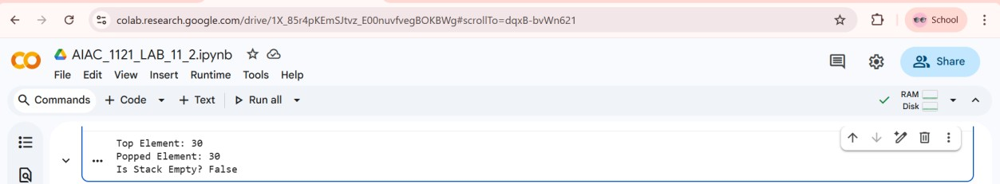 colab.research.google.com/drive/1X_85r4pKEmSJtvz_E00nuvfvegBOKBWg#scrollTo=dqxB-bvWn621
School
AIAC_1121_LAB_11_2.ipynb
File Edit View Insert Runtime Tools Help
Share
Commands + Code + Text Run all
RAM
Disk
Top Element: 30
Popped Element: 30
Is Stack Empty? False